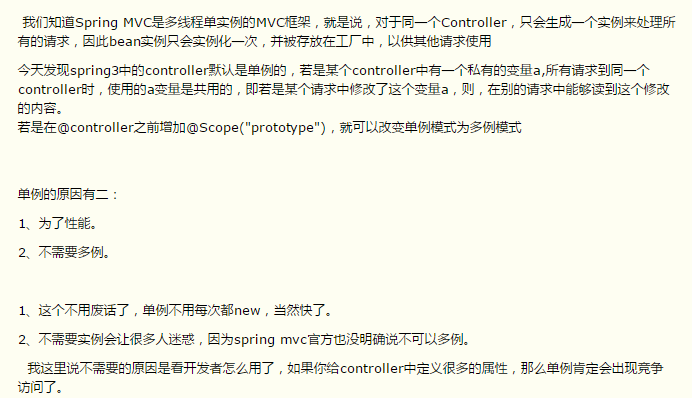 我们知道Spring MVC是多线程单实例的MVC框架，就是说，对于同一个Controller，只会生成一个实例来处理所
有的请求，因此bean实例只会实例化一次，并被存放在工厂中，以供其他请求使用
今天发现spring3中的controller默认是单例的，若是某个controller中有一个私有的变量a,所有请求到同一个
controller时，使用的a变量是共用的，即若是某个请求中修改了这个变量a，则，在别的请求中能够读到这个修改
的内容。
若是在@controller之前增加@Scope("prototype")，就可以改变单例模式为多例模式
单例的原因有二：
1、为了性能。
2、不需要多例。
1、这个不用废话了，单例不用每次都new，当然快了。
2、不需要实例会让很多人迷惑，因为spring mvc官方也没明确说不可以多例。
我这里说不需要的原因是看开发者怎么用了，如果你给controller中定义很多的属性，那么单例肯定会出现竞争
访问了。